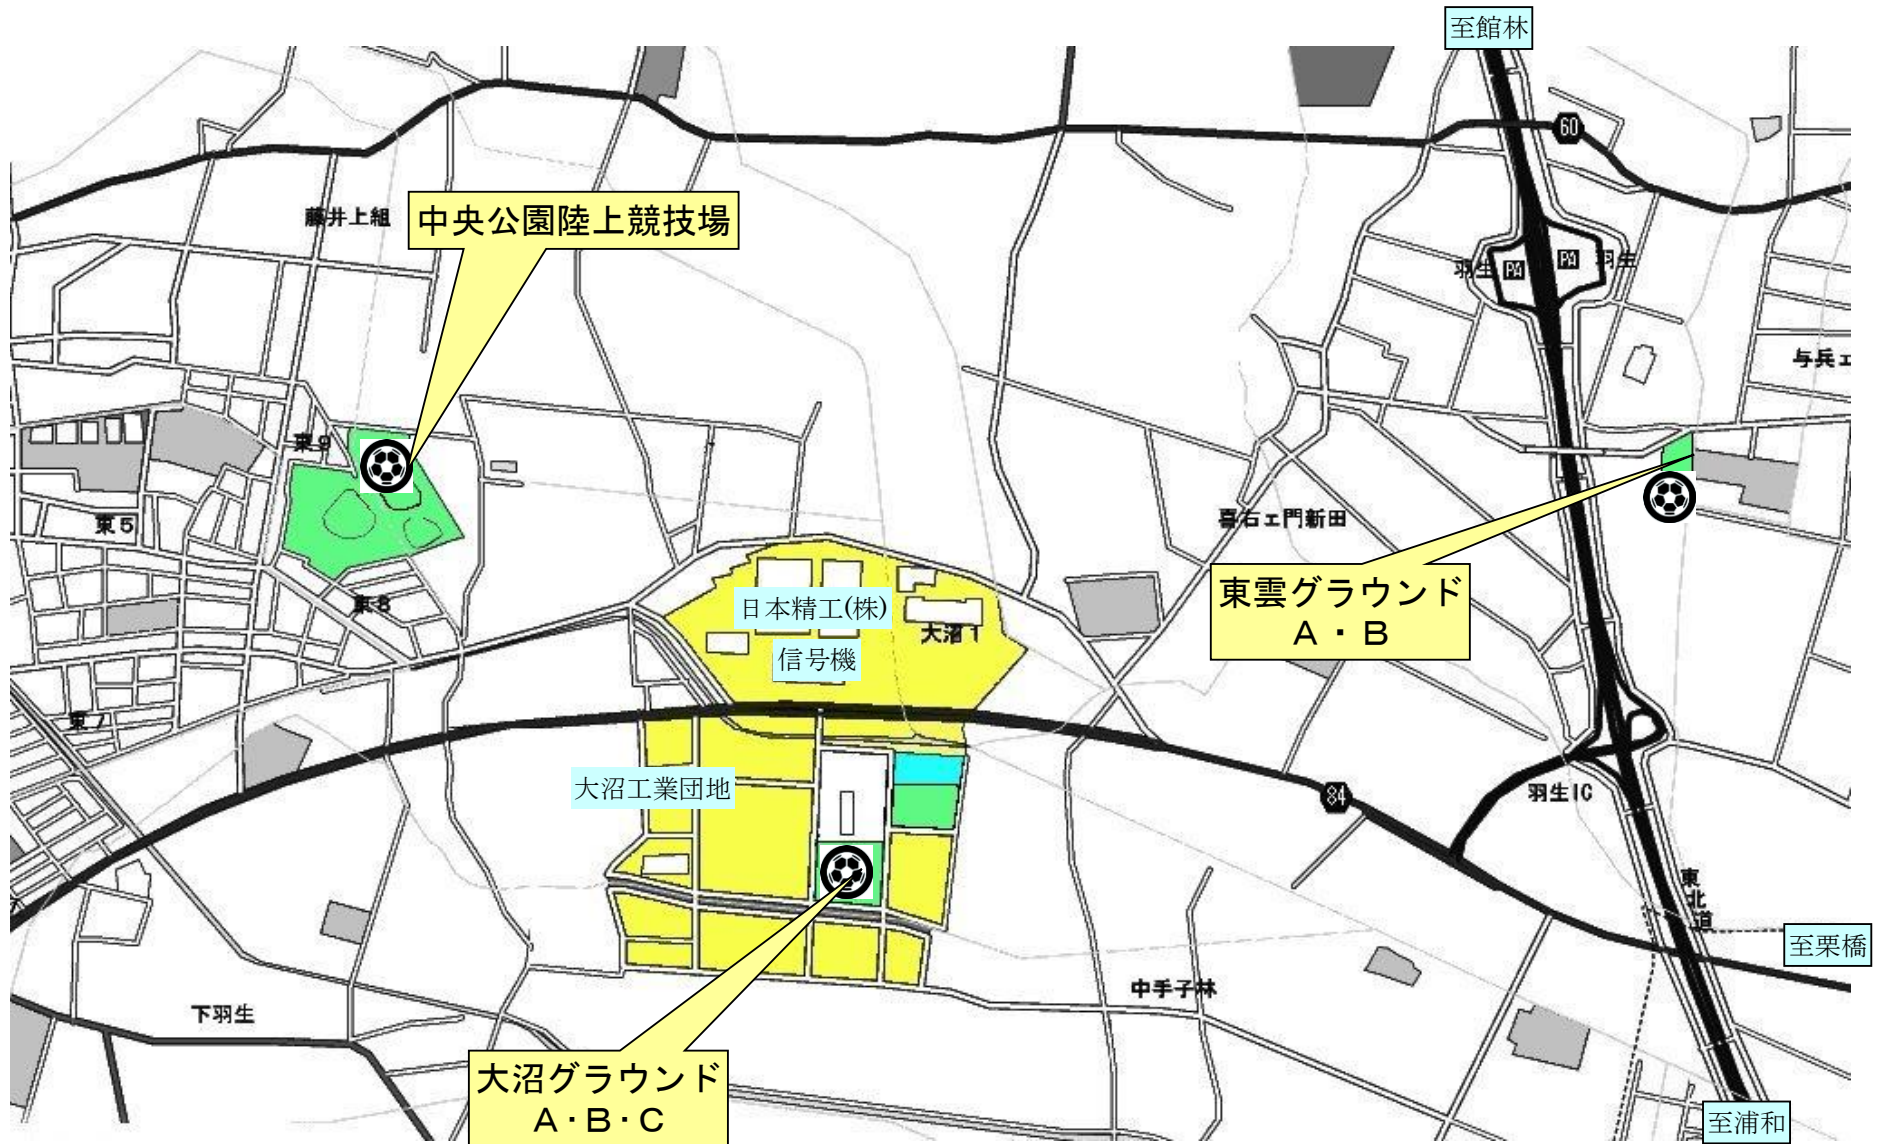 至館林
60
中央公園陸上競技場
藤井上組
羽生
PA
PA
羽生
東9
東5
喜右ェ門新田
東雲グラウンド
A・B
日本精工(株)
大沼1
信号機
東8
東7
大沼工業団地
84
羽生IC
東北道
至栗橋
中手子林
下羽生
大沼グラウンド
A・B・C
至浦和